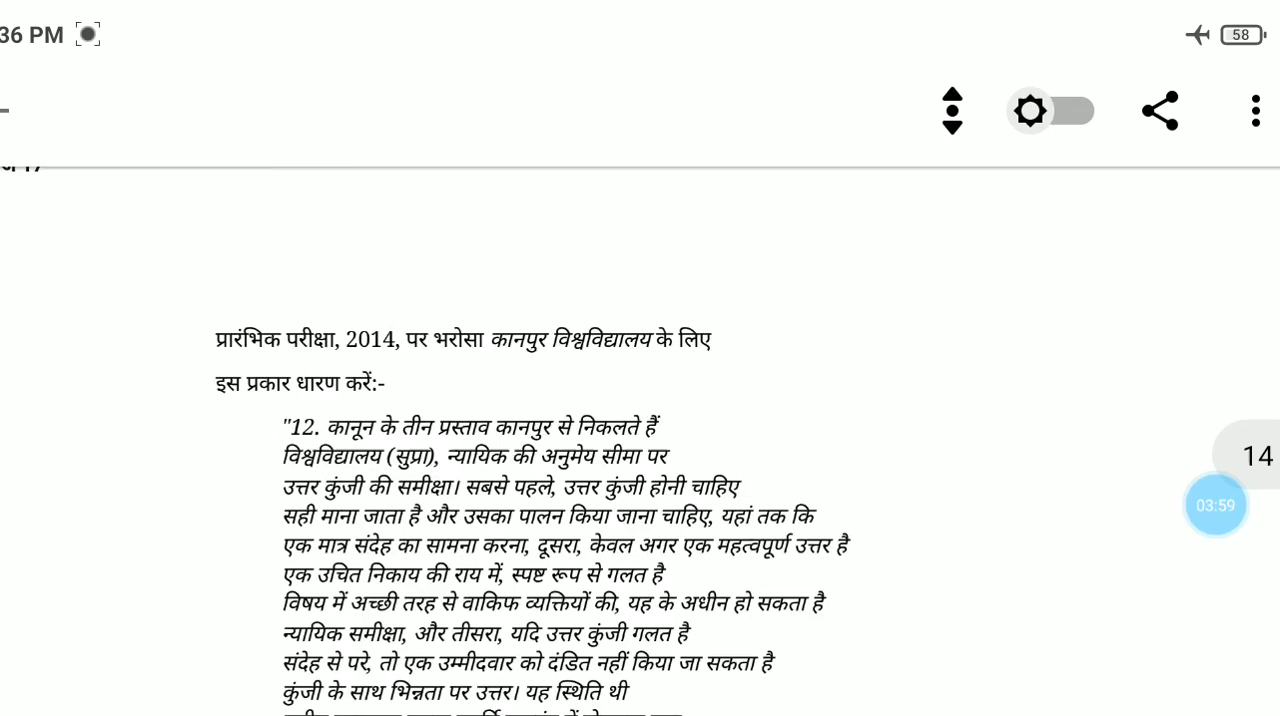 36 PM
58
प्रारंभिक परीक्षा, 2014, पर भरोसा कानपुर विश्वविद्यालय के लिए
इस प्रकार धारण करें:-
"12. कानून के तीन प्रस्ताव कानपुर से निकलते हैं
विश्वविद्यालय (सुप्रा), न्यायिक की अनुमेय सीमा पर
उत्तर कुंजी की समीक्षा। सबसे पहले, उत्तर कुंजी होनी चाहिए
14
सही माना जाता है और उसका पालन किया जाना चाहिए, यहां तक कि
03:59
एक मात्र संदेह का सामना करना, दूसरा, केवल अगर एक महत्वपूर्ण उत्तर है
एक उचित निकाय की राय में, स्पष्ट रूप से गलत है
विषय में अच्छी तरह से वाकिफ व्यक्तियों की, यह के अधीन हो सकता है
न्यायिक समीक्षा, और तीसरा, यदि उत्तर कुंजी गलत है
संदेह से परे, तो एक उम्मीदवार को दंडित नहीं किया जा सकता है
कुंजी के साथ भिन्नता पर उत्तर। यह स्थिति थी